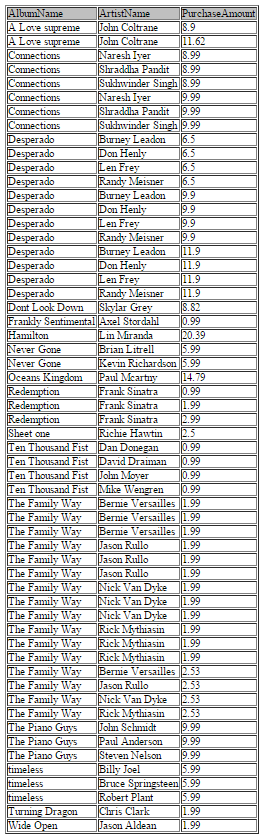 AlbumName ArtistName PurchaseAmount
A Love supreme John Coltrane 8.9
A Love supreme John Coltrane 11.62
Connections Naresh Iyer 8.99
Connections Shraddha Pandit 8.99
Connections Sukhwinder Singh 8.99
Connections Naresh Iyer 9.99
Connections Shraddha Pandit 9.99
Connections Sukhwinder Singh 9.99
Desperado Burney Leadon 6.5
Desperado Don Henly 6.5
Desperado Len Frey 6.5
Desperado Randy Meisner 6.5
Desperado Burney Leadon 9.9
Desperado Don Henly 9.9
Desperado Len Frey 9.9
Desperado Randy Meisner 9.9
Desperado Burney Leadon 11.9
Desperado Don Henly 11.9
Desperado Len Frey 11.9
Desperado Randy Meisner 11.9
Dont Look Down Skylar Grey 8.82
Frankly Sentimental Axel Stordahl 0.99
Hamilton Lin Miranda 20.39
Never Gone Brian Litrell 5.99
Never Gone Kevin Richardson 5.99
Oceans Kingdom Paul Mcartny 14.79
Redemption Frank Sinatra 0.99
Redemption Frank Sinatra 1.99
Redemption Frank Sinatra 2.99
Sheet one Richie Hawtin 2.5
Ten Thousand Fist Dan Donegan 0.99
Ten Thousand Fist David Draiman 0.99
Ten Thousand Fist John Moyer 0.99
Ten Thousand Fist Mike Wengren 0.99
The Family Way Bernie Versailles 1.99
The Family Way Bernie Versailles 1.99
The Family Way Bernie Versailles 1.99
The Family Way Jason Rullo 1.99
The Family Way Jason Rullo 1.99
The Family Way Jason Rullo 1.99
The Family Way Nick Van Dyke 1.99
The Family Way Nick Van Dyke 1.99
The Family Way Nick Van Dyke 1.99
The Family Way Rick Mythiasin 1.99
The Family Way Rick Mythiasin 1.99
The Family Way Rick Mythiasin 1.99
The Family Way Bernie Versailles 2.53
The Family Way Jason Rullo 2.53
The Family Way Nick Van Dyke 2.53
The Family Way Rick Mythiasin 2.53
The Piano Guys John Schmidt 9.99
The Piano Guys Paul Anderson 9.99
The Piano Guys Steven Nelson 9.99
timeless Billy Joel 5.99
timeless Bruce Springsteen 5.99
timeless Robert Plant 5.99
Turning Dragon Chris Clark 1.99
Wide Open Jason Aldean 1.99